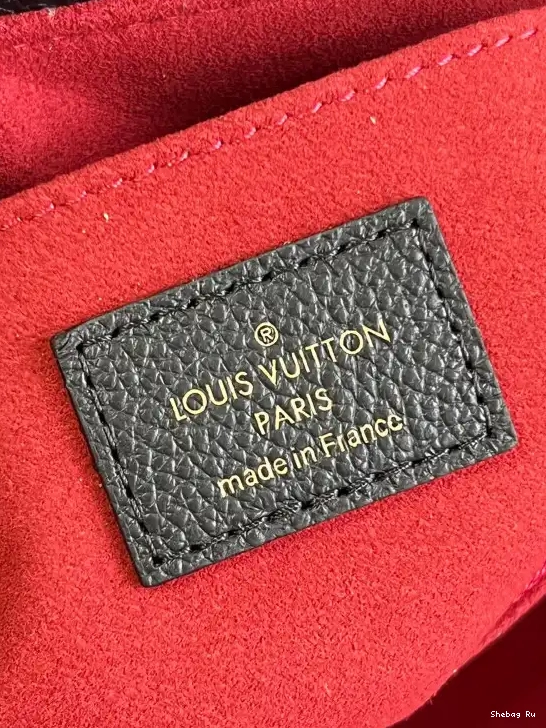 ®
LOUIS VUITTON
PARIS
made in France
Shebag Ru